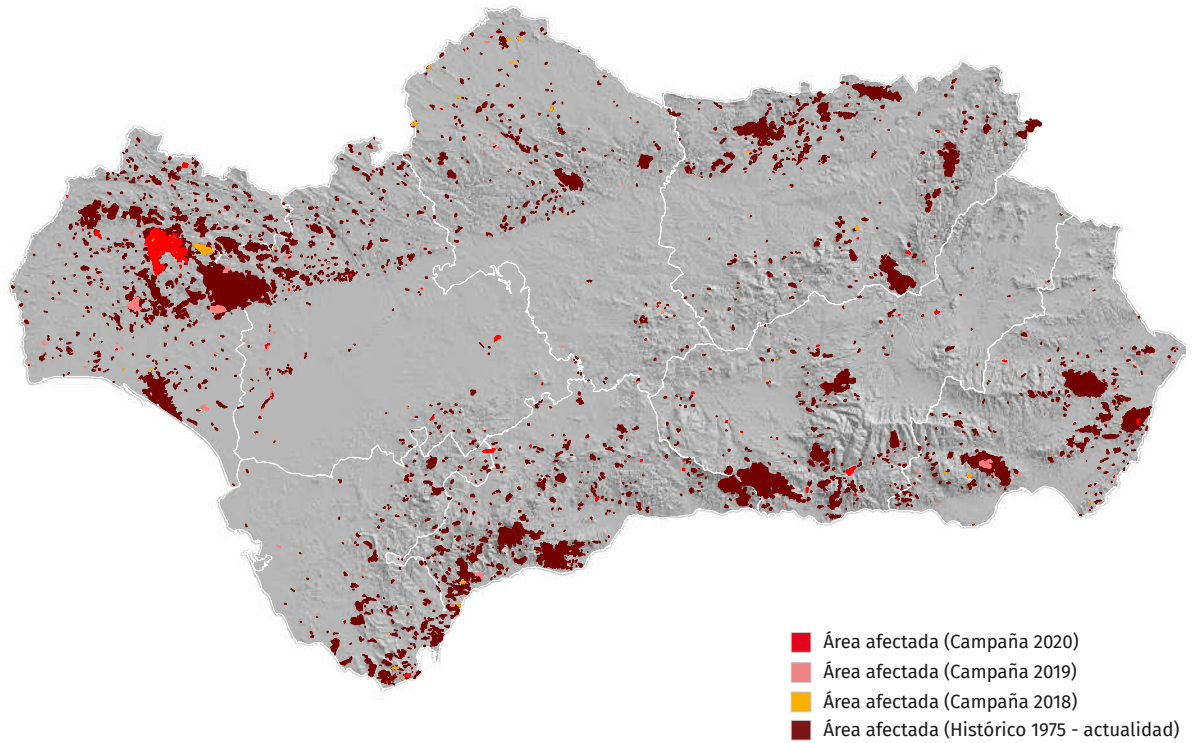 Área afectada (Campaña 2020)
Área afectada (Campaña 2019)
Área afectada (Campaña 2018)
Área afectada (Histórico 1975 - actualidad)